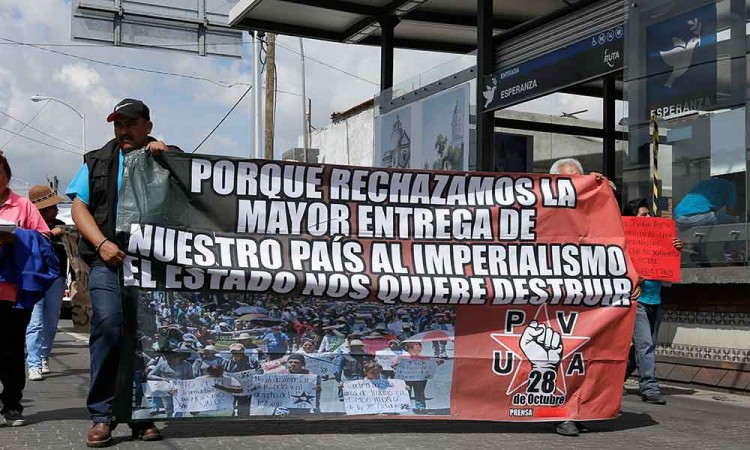 ENTRADA
ESPERANZA
RUTA
ESPERANZA
PORQUE RECHAZAMOS LA
MAYOR ENTREGA DE
NUESTRO PAÍS AL IMPERIALISMO
EL ESTADO NOS QUIERE DESTRUIR
P V
U A
28
de Octubre
PRENSA